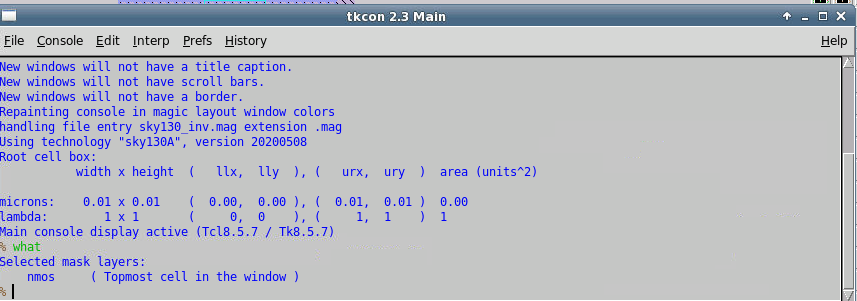 tkcon 2.3 Main
File Console Edit Interp Prefs History Help
New windows will not have a title caption.
New windows will not have scroll bars.
New windows will not have a border.
Repainting console in magic layout window colors
handling file entry sky130_inv.mag extension .mag
Using technology "sky130A", version 20200508
Root cell box:
width x height ( llx, lly ), ( urx, ury ) area (units^2)
microns: 0.01 x 0.01 ( 0.00, 0.00 ), ( 0.01, 0.01 ) 0.00
lambda: 1 x 1 ( 0, 0 ), ( 1, 1 ) 1
Main console display active (Tcl8.5.7 / Tk8.5.7)
% what
Selected mask layers:
nmos ( Topmost cell in the window )
%